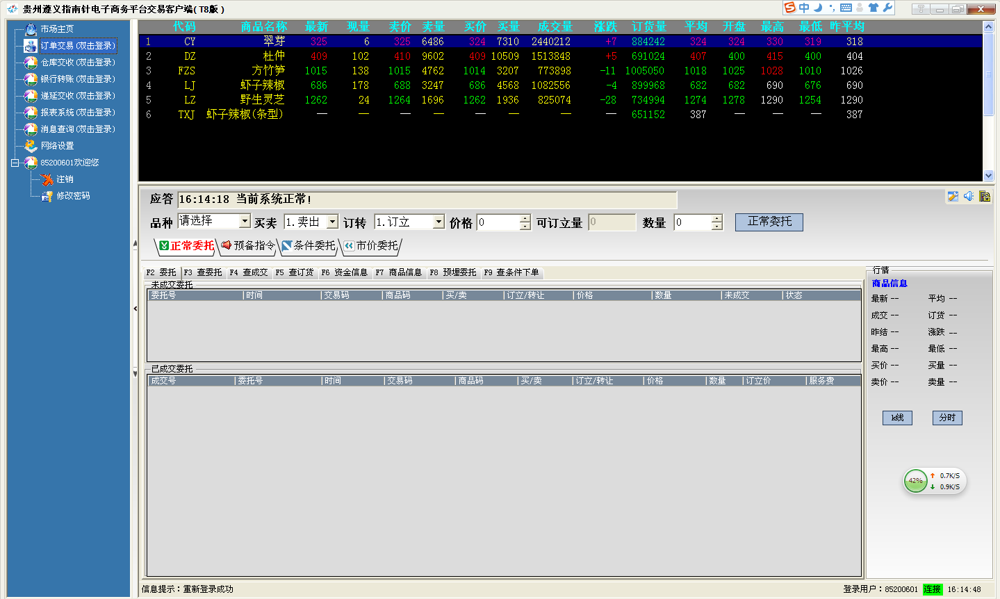 贵州遵义指南针电子商务平台交易客户端( T8版 )
中
市场主页
订单交易(双击登录)
仓库交收(双击登录)
银行转账(双击登录)
递延交收(双击登录)
报表系统(双击登录)
消息查询(双击登录)
网络设置
85200601欢迎您
注销
修改密码
代码 商品名称 最新 现量 卖价 卖量 买价 买量 成交量 涨跌 订货量 平均 开盘 最高 最低 昨平均
1 CY 翠芽 325 6 325 6486 324 7310 2440212 +7 884242 324 324 330 319 318
2 DZ 杜仲 409 102 410 9602 409 10509 1513848 +5 691024 407 400 415 400 404
3 FZS 方竹笋 1015 138 1015 4762 1014 3207 773898 -11 1005050 1018 1025 1028 1010 1026
4 LJ 虾子辣椒 686 178 688 3247 686 4568 1082556 -4 899968 682 682 690 676 690
5 LZ 野生灵芝 1262 24 1264 1696 1262 1936 825074 -28 734994 1274 1278 1290 1254 1290
6 TXJ 虾子辣椒(条型) — — — — — — — — 651152 387 — — — 387
应答 16:14:18 当前系统正常!
品种 请选择 买卖 1.卖出 订转 1.订立 价格 0 可订立量 0 数量 0 正常委托
正常委托 预备指令 条件委托 市价委托
F2 委托 F3 查委托 F4 查成交 F5 查订货 F6 资金信息 F7 商品信息 F8 预埋委托 F9 查条件下单
未成交委托
委托号 |时间 |交易码 |商品码 |买/卖 |订立/转让 |价格 |数量 |未成交 |状态
已成交委托
成交号 |委托号 |时间 |交易码 |商品码 |买/卖 |订立/转让 |价格 |数量 |订立价 |服务费
行情
商品信息
最新 -- 平均 --
成交 -- 订货 --
昨结 -- 涨跌 --
最高 -- 最低 --
买价 -- 买量 --
卖价 -- 卖量 --
k线 分时
42% 0.7K/S
0.9K/S
信息提示：重新登录成功
登录用户：85200601 连接 16:14:48